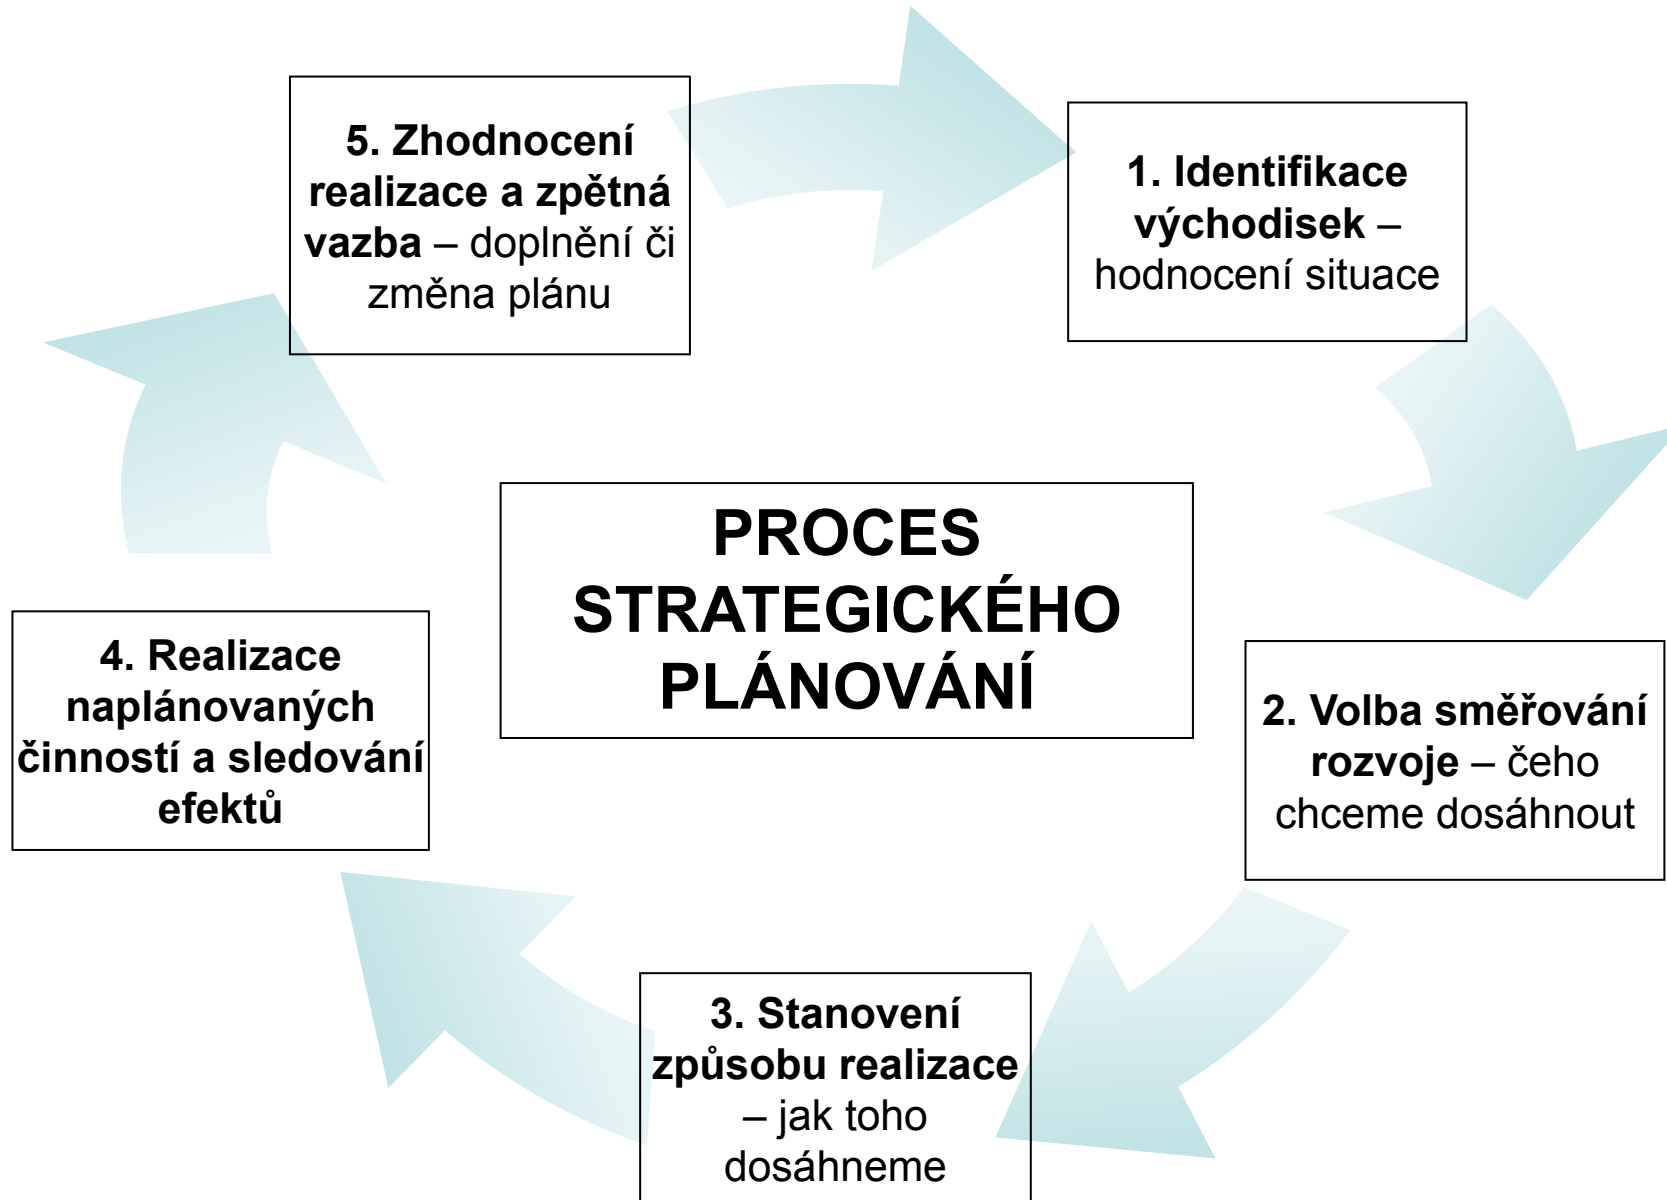 PROCES
STRATEGICKÉHO
PLÁNOVÁNÍ
1. Identifikace
východisek –
hodnocení situace
2. Volba směřování
rozvoje – čeho
chceme dosáhnout
3. Stanovení
způsobu realizace
– jak toho
dosáhneme
4. Realizace
naplánovaných
činností a sledování
efektů
5. Zhodnocení
realizace a zpětná
vazba – doplnění či
změna plánu